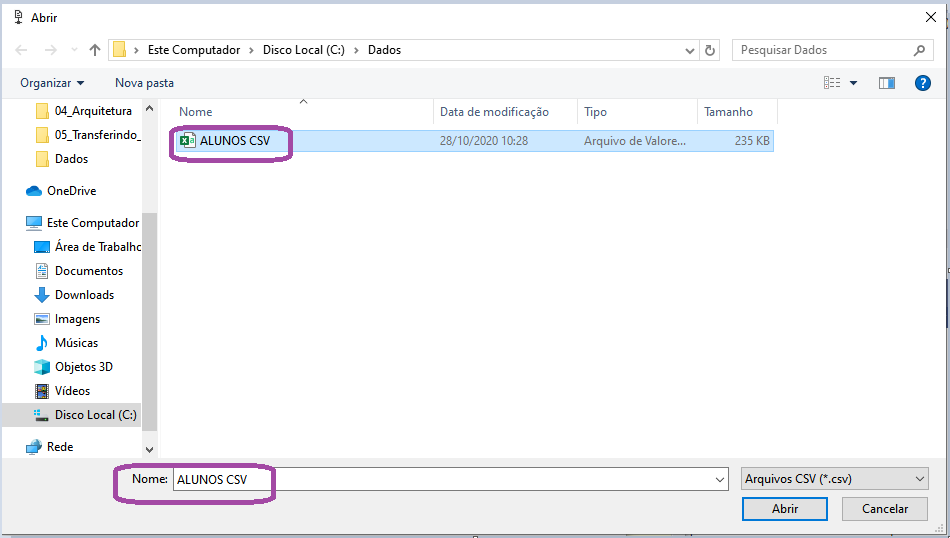 Abrir
Este Computador > Disco Local (C:) > Dados
Pesquisar Dados
Organizar
Nova pasta
04_Arquitetura
05_Transferindo_
Dados
OneDrive
Este Computador
Área de Trabalho
Documentos
Downloads
Imagens
Músicas
Objetos 3D
Vídeos
Disco Local (C:)
Rede
Nome Data de modificação Tipo Tamanho
ALUNOS CSV 28/10/2020 10:28 Arquivo de Valore... 235 KB
Nome: ALUNOS CSV
Arquivos CSV (*.csv)
Abrir
Cancelar